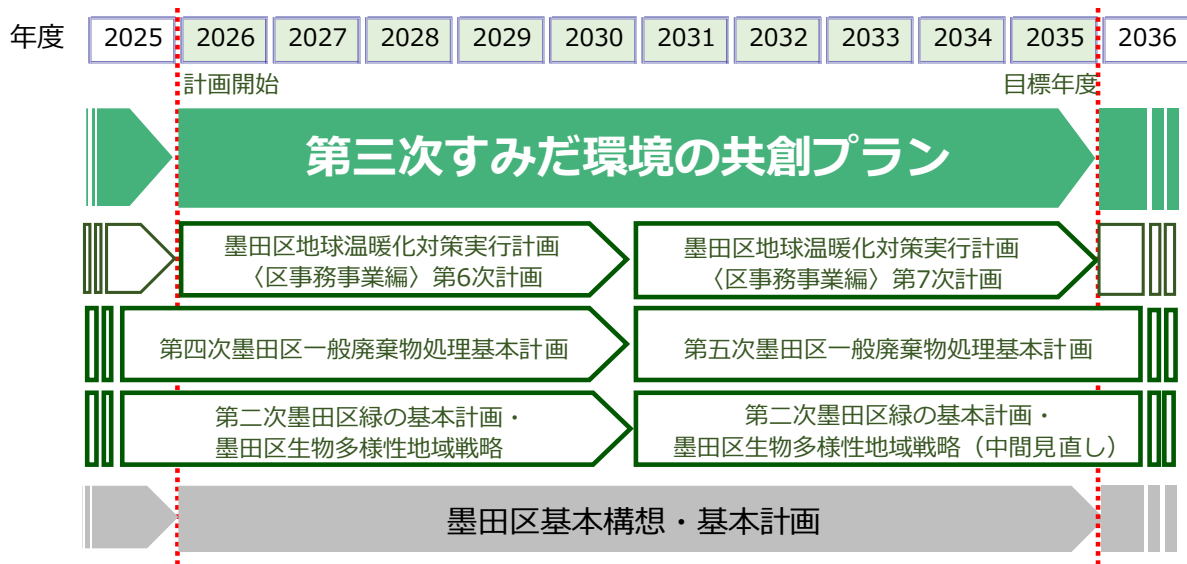 年度 2025 2026 2027 2028 2029 2030 2031 2032 2033 2034 2035 2036
計画開始 目標年度
第三次すみだ環境の共創プラン
墨田区地球温暖化対策実行計画
〈区事務事業編〉第6次計画
墨田区地球温暖化対策実行計画
〈区事務事業編〉第7次計画
第四次墨田区一般廃棄物処理基本計画
第五次墨田区一般廃棄物処理基本計画
第二次墨田区緑の基本計画・
墨田区生物多様性地域戦略
第二次墨田区緑の基本計画・
墨田区生物多様性地域戦略（中間見直し）
墨田区基本構想・基本計画